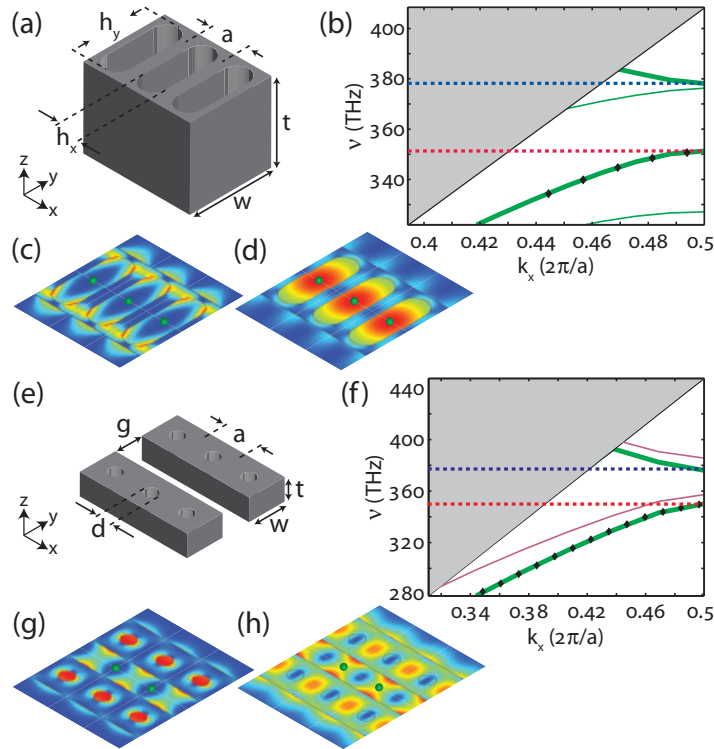 (a)
h_y
a
h_x
t
w
z
y
x
(b)
ν (THz)
380
360
340
0.4 0.42 0.44 0.46 0.48 0.5
k_x (2π/a)
(c)
(d)
(e)
g
a
d
t
w
z
y
x
(f)
ν (THz)
440
400
360
320
280
0.34 0.38 0.42 0.46 0.5
k_x (2π/a)
(g)
(h)